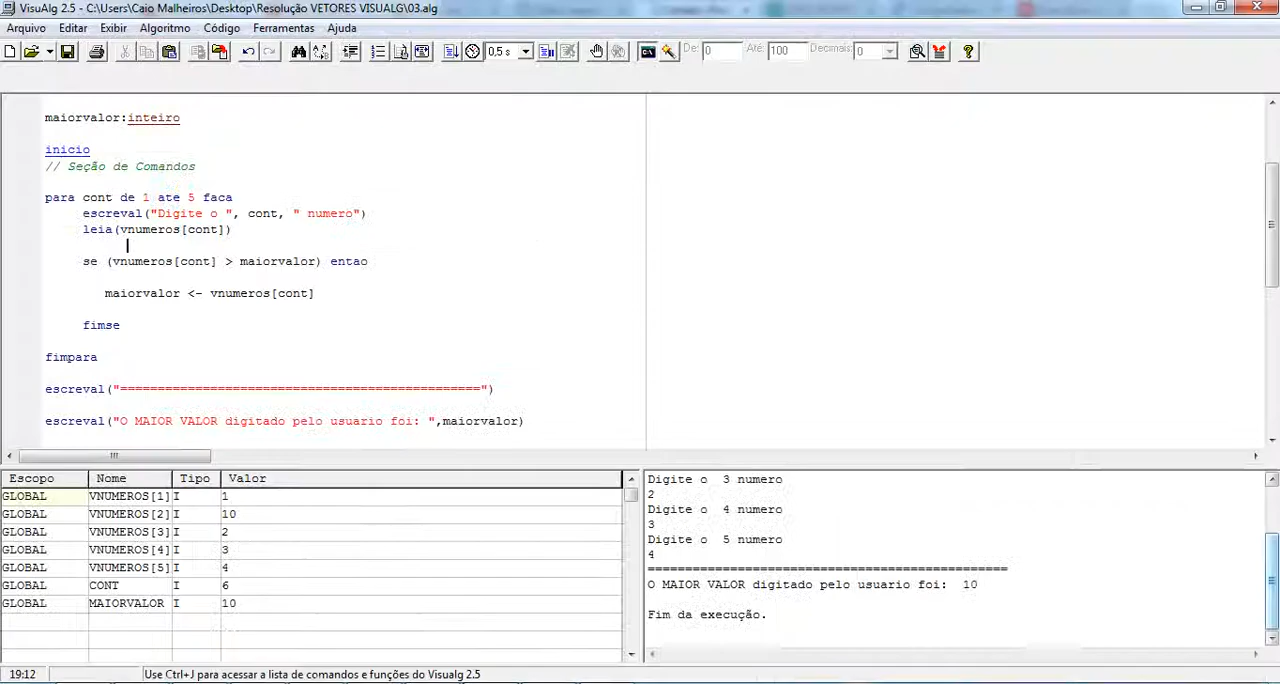 VisuAlg 2.5 - C:\Users\Caio Malheiros\Desktop\Resolução VETORES VISUALG\03.alg
Arquivo Editar Exibir Algoritmo Código Ferramentas Ajuda
0,5 s De: 0 Até: 100 Decimais: 0
maiorvalor:inteiro
inicio
// Seção de Comandos
para cont de 1 ate 5 faca
escreval("Digite o ", cont, " numero")
leia(vnumeros[cont])
se (vnumeros[cont] > maiorvalor) entao
maiorvalor <- vnumeros[cont]
fimse
fimpara
escreval("================================================")
escreval("O MAIOR VALOR digitado pelo usuario foi: ",maiorvalor)
Escopo Nome Tipo Valor
GLOBAL VNUMEROS[1] I 1
GLOBAL VNUMEROS[2] I 10
GLOBAL VNUMEROS[3] I 2
GLOBAL VNUMEROS[4] I 3
GLOBAL VNUMEROS[5] I 4
GLOBAL CONT I 6
GLOBAL MAIORVALOR I 10
Digite o  3 numero
2
Digite o  4 numero
3
Digite o  5 numero
4
================================================
O MAIOR VALOR digitado pelo usuario foi:  10
Fim da execução.
19:12 Use Ctrl+J para acessar a lista de comandos e funções do Visualg 2.5